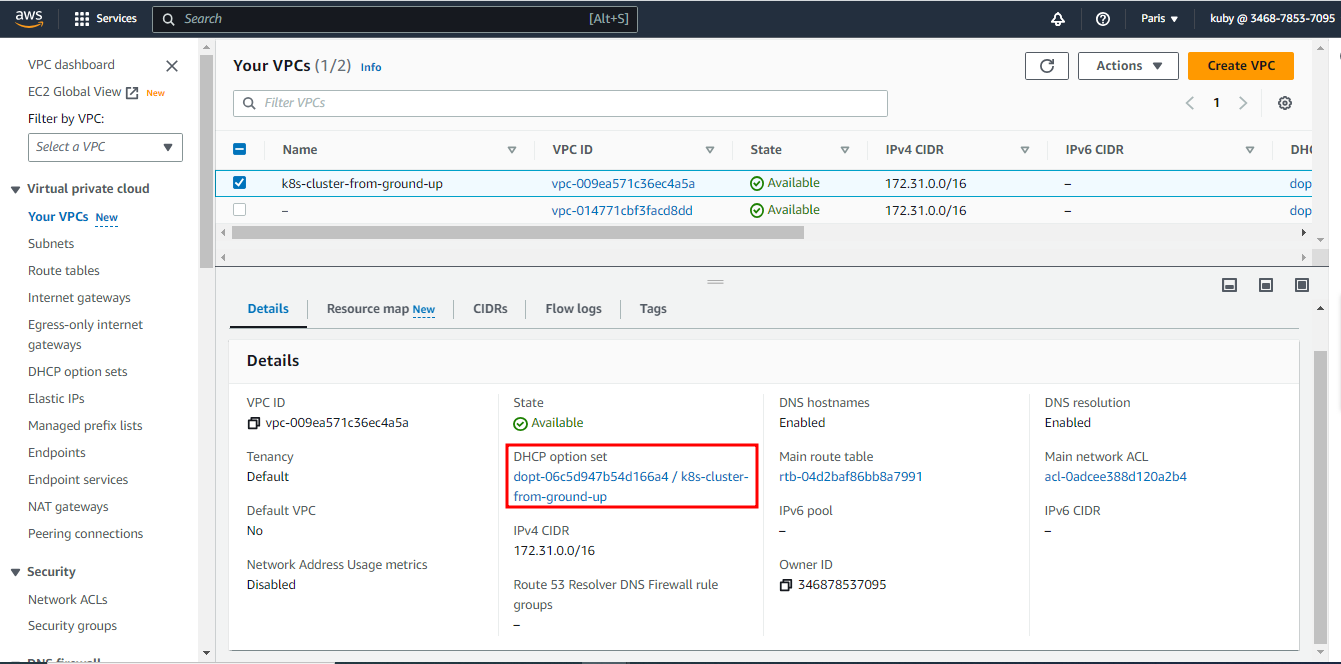 aws
Services
Search
[Alt+S]
Paris
kuby @ 3468-7853-7095
VPC dashboard
EC2 Global View
New
Filter by VPC:
Select a VPC
Virtual private cloud
Your VPCs New
Subnets
Route tables
Internet gateways
Egress-only internet
gateways
DHCP option sets
Elastic IPs
Managed prefix lists
Endpoints
Endpoint services
NAT gateways
Peering connections
Security
Network ACLs
Security groups
DNS firewall
Your VPCs (1/2) Info
Actions
Create VPC
Filter VPCs
1
Name VPC ID State IPv4 CIDR IPv6 CIDR DHC
k8s-cluster-from-ground-up vpc-009ea571c36ec4a5a Available 172.31.0.0/16 – dop
– vpc-014771cbf3facd8dd Available 172.31.0.0/16 – dop
Details Resource map New CIDRs Flow logs Tags
Details
VPC ID
vpc-009ea571c36ec4a5a
Tenancy
Default
Default VPC
No
Network Address Usage metrics
Disabled
State
Available
DHCP option set
dopt-06c5d947b54d166a4 / k8s-cluster-
from-ground-up
IPv4 CIDR
172.31.0.0/16
Route 53 Resolver DNS Firewall rule
groups
–
DNS hostnames
Enabled
Main route table
rtb-04d2baf86bb8a7991
IPv6 pool
–
Owner ID
346878537095
DNS resolution
Enabled
Main network ACL
acl-0adcee388d120a2b4
IPv6 CIDR
–